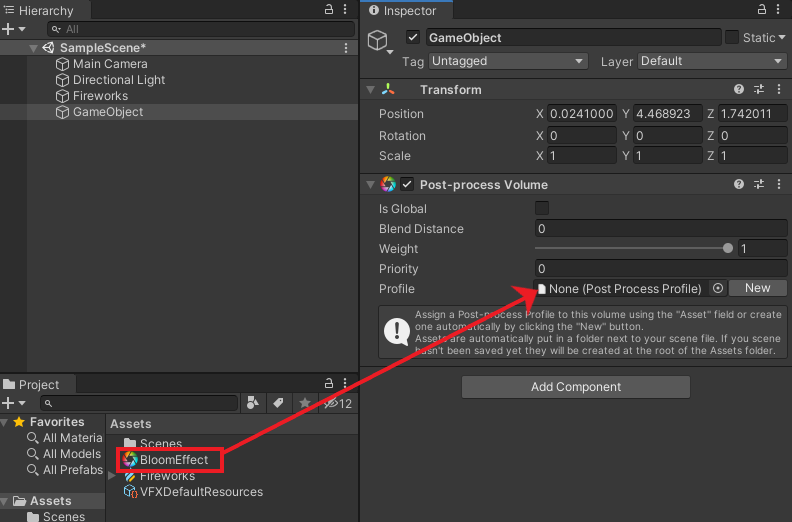 Hierarchy
All
SampleScene*
Main Camera
Directional Light
Fireworks
GameObject
Project
12
Favorites
All Materia
All Models
All Prefabs
Assets
Scenes
Assets
Scenes
BloomEffect
Fireworks
VFXDefaultResources
Inspector
GameObject
Static
Tag Untagged Layer Default
Transform
Position X 0.0241000 Y 4.468923 Z 1.742011
Rotation X 0 Y 0 Z 0
Scale X 1 Y 1 Z 1
Post-process Volume
Is Global
Blend Distance 0
Weight 1
Priority 0
Profile None (Post Process Profile) New
Assign a Post-process Profile to this volume using the "Asset" field or create
one automatically by clicking the "New" button.
Assets are automatically put in a folder next to your scene file. If you scene
hasn't been saved yet they will be created at the root of the Assets folder.
Add Component